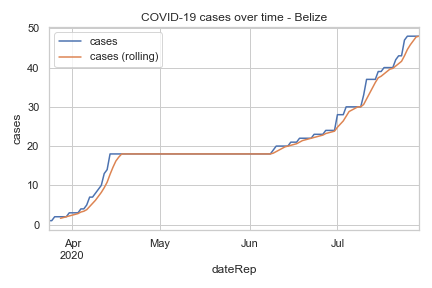 COVID-19 cases over time - Belize
cases
cases (rolling)
50
40
30
20
10
0
cases
Apr
2020
May
Jun
Jul
dateRep